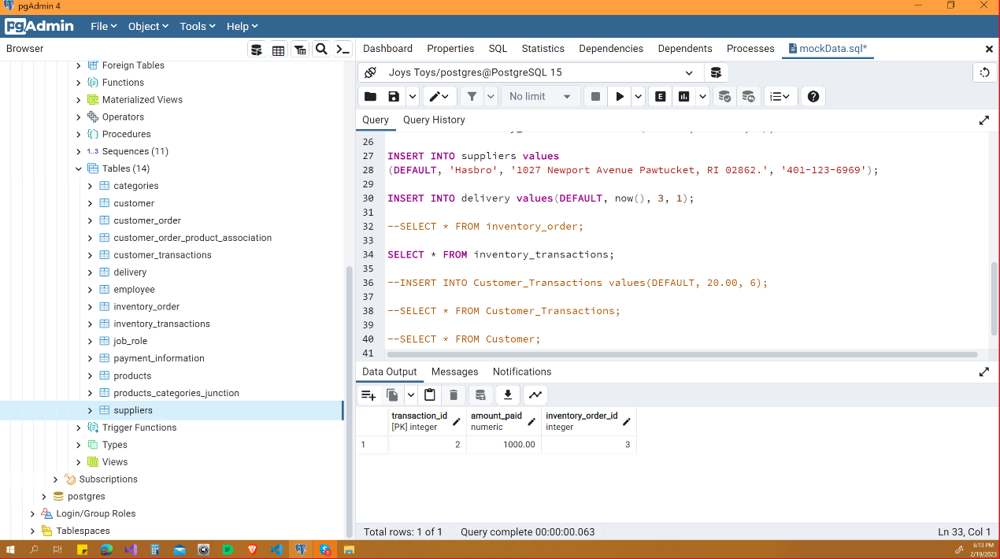 pgAdmin 4
pgAdmin File Object Tools Help
Browser
Dashboard Properties SQL Statistics Dependencies Dependents Processes mockData.sql*
Foreign Tables
Functions
Materialized Views
Operators
Procedures
1..3 Sequences (11)
Tables (14)
categories
customer
customer_order
customer_order_product_association
customer_transactions
delivery
employee
inventory_order
inventory_transactions
job_role
payment_information
products
products_categories_junction
suppliers
Trigger Functions
Types
Views
Subscriptions
postgres
Login/Group Roles
Tablespaces
Joys Toys/postgres@PostgreSQL 15
No limit
E
Query Query History
26
27 INSERT INTO suppliers values
28 (DEFAULT, 'Hasbro', '1027 Newport Avenue Pawtucket, RI 02862.', '401-123-6969');
29
30 INSERT INTO delivery values(DEFAULT, now(), 3, 1);
31
32 --SELECT * FROM inventory_order;
33
34 SELECT * FROM inventory_transactions;
35
36 --INSERT INTO Customer_Transactions values(DEFAULT, 20.00, 6);
37
38 --SELECT * FROM Customer_Transactions;
39
40 --SELECT * FROM Customer;
41
Data Output Messages Notifications
transaction_id amount_paid inventory_order_id
[PK] integer numeric integer
1 2 1000.00 3
Total rows: 1 of 1 Query complete 00:00:00.063 Ln 33, Col 1
6:13 PM
2/19/2023